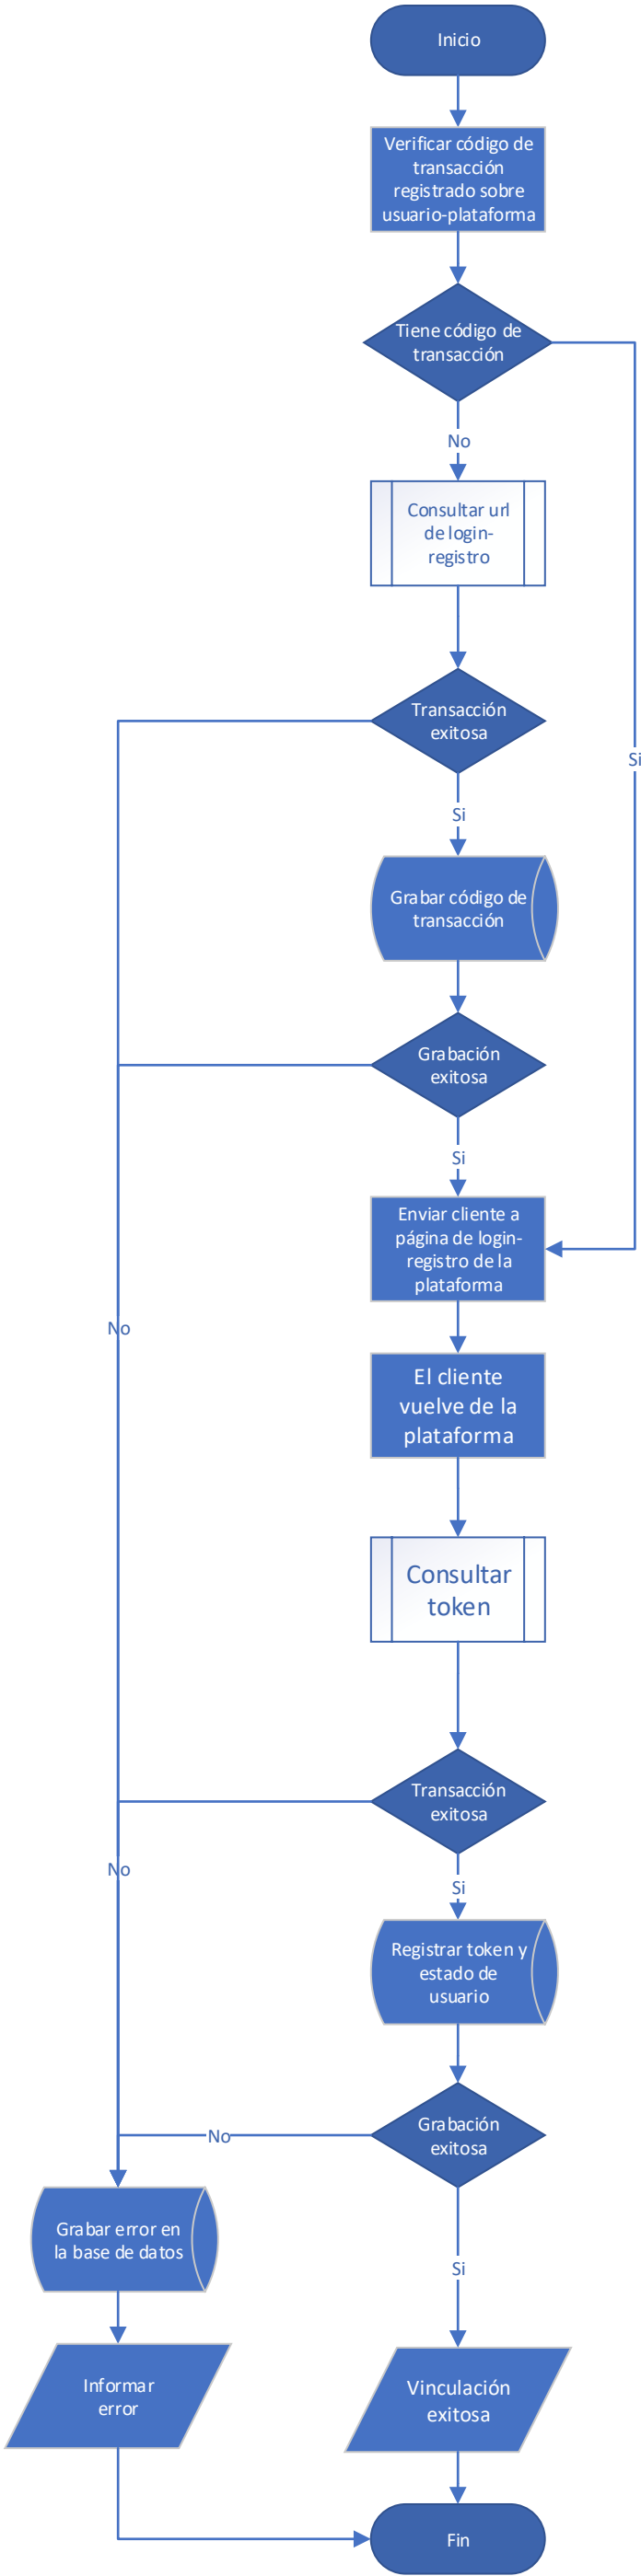 Inicio
Verificar código de
transacción
registrado sobre
usuario-plataforma
Tiene código de
transacción
No
Consultar url
de login-
registro
Transacción
exitosa
Si
Si
Grabar código de
transacción
Grabación
exitosa
Si
Enviar cliente a
página de login-
registro de la
plataforma
No
El cliente
vuelve de la
plataforma
Consultar
token
Transacción
exitosa
No
Si
Registrar token y
estado de
usuario
Grabación
exitosa
No
Grabar error en
la base de datos
Si
Informar
error
Vinculación
exitosa
Fin